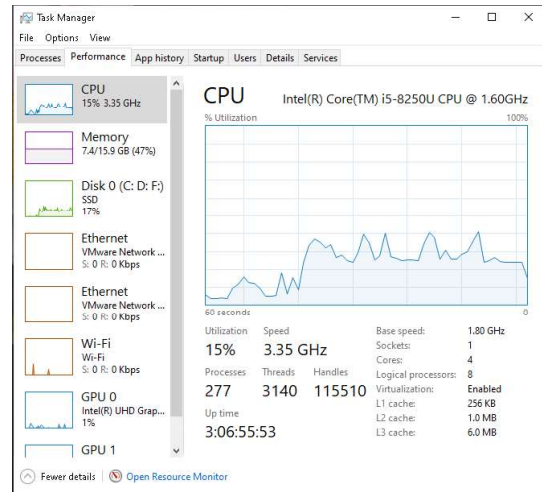 Task Manager
File Options View
Processes Performance App history Startup Users Details Services
CPU
15% 3.35 GHz
Memory
7.4/15.9 GB (47%)
Disk 0 (C: D: F:)
SSD
17%
Ethernet
VMware Network ...
S: 0 R: 0 Kbps
Ethernet
VMware Network ...
S: 0 R: 0 Kbps
Wi-Fi
Wi-Fi
S: 0 R: 0 Kbps
GPU 0
Intel(R) UHD Grap...
1%
GPU 1
CPU Intel(R) Core(TM) i5-8250U CPU @ 1.60GHz
% Utilization 100%
60 seconds 0
Utilization Speed
15% 3.35 GHz
Processes Threads Handles
277 3140 115510
Up time
3:06:55:53
Base speed: 1.80 GHz
Sockets: 1
Cores: 4
Logical processors: 8
Virtualization: Enabled
L1 cache: 256 KB
L2 cache: 1.0 MB
L3 cache: 6.0 MB
Fewer details Open Resource Monitor